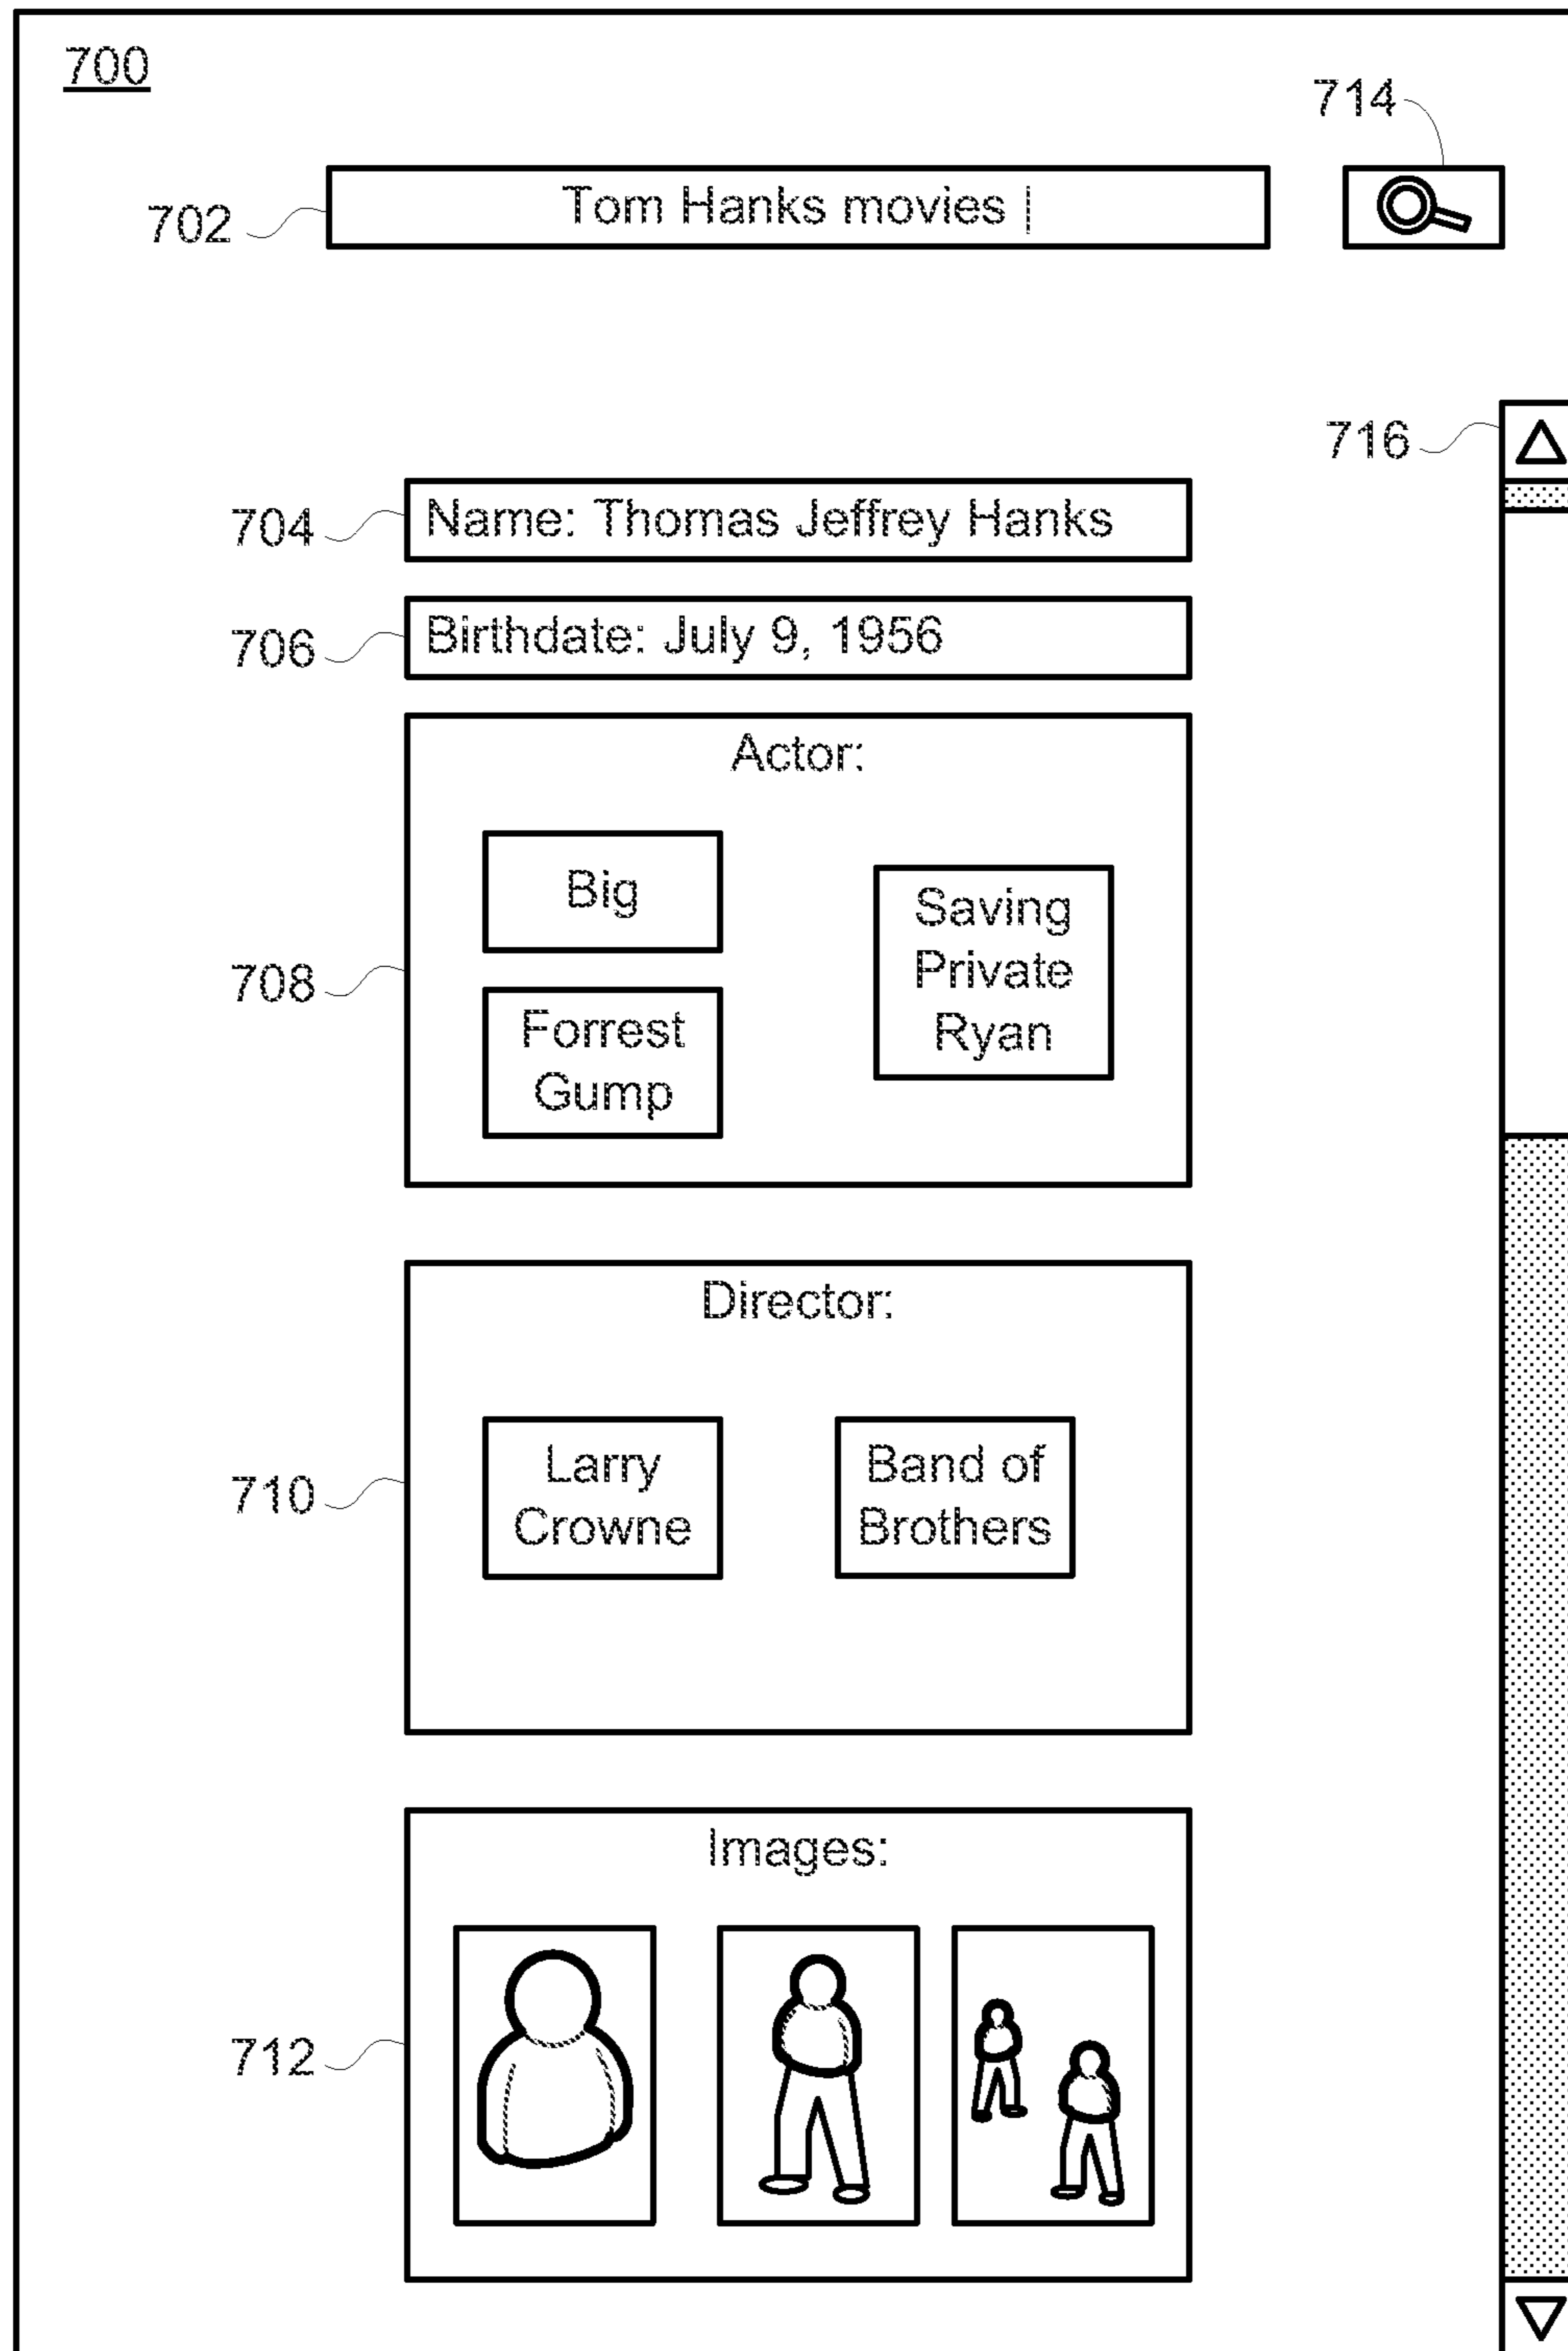 700
714
702
Tom Hanks movies
716
704
Name: Thomas Jeffrey Hanks
706
Birthdate: July 9, 1956
708
Actor:
Big
Forrest
Gump
Saving
Private
Ryan
710
Director:
Larry
Crowne
Band of
Brothers
712
Images: